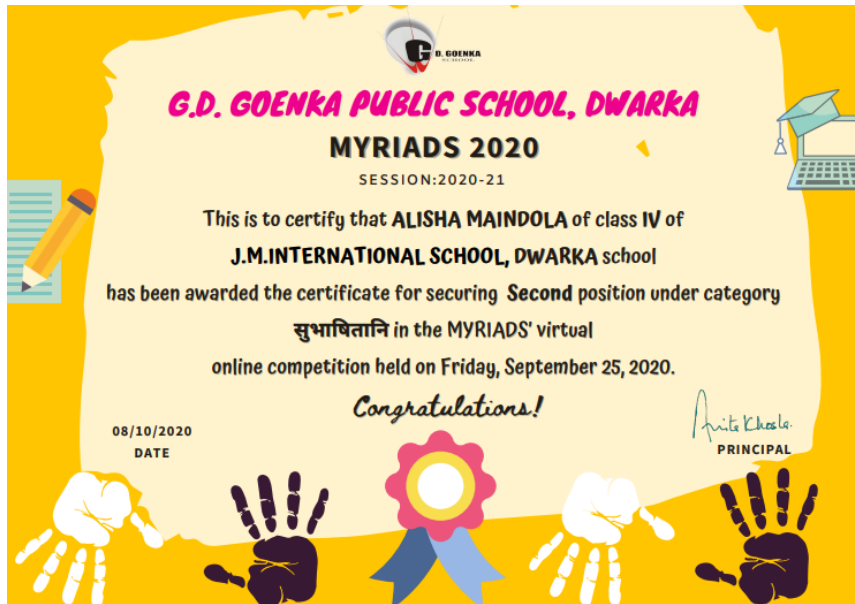 G D. GOENKA
SCHOOL
G.D. GOENKA PUBLIC SCHOOL, DWARKA
MYRIADS 2020
SESSION:2020-21
This is to certify that ALISHA MAINDOLA of class IV of
J.M.INTERNATIONAL SCHOOL, DWARKA school
has been awarded the certificate for securing Second position under category
सुभाषितानि in the MYRIADS' virtual
online competition held on Friday, September 25, 2020.
Congratulations!
08/10/2020
DATE
Anita Khosla.
PRINCIPAL